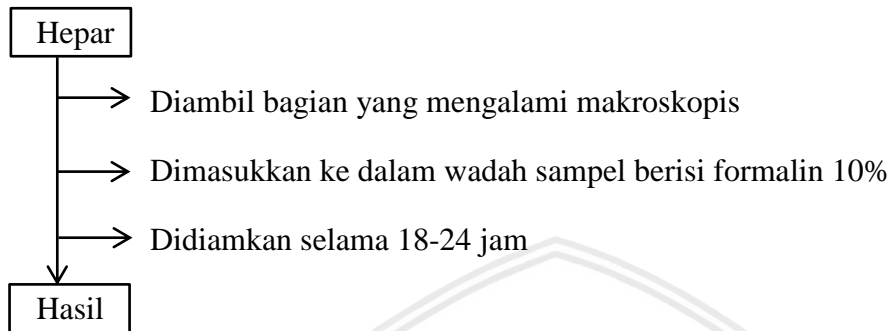 Hepar
Diambil bagian yang mengalami makroskopis
Dimasukkan ke dalam wadah sampel berisi formalin 10%
Didiamkan selama 18-24 jam
Hasil